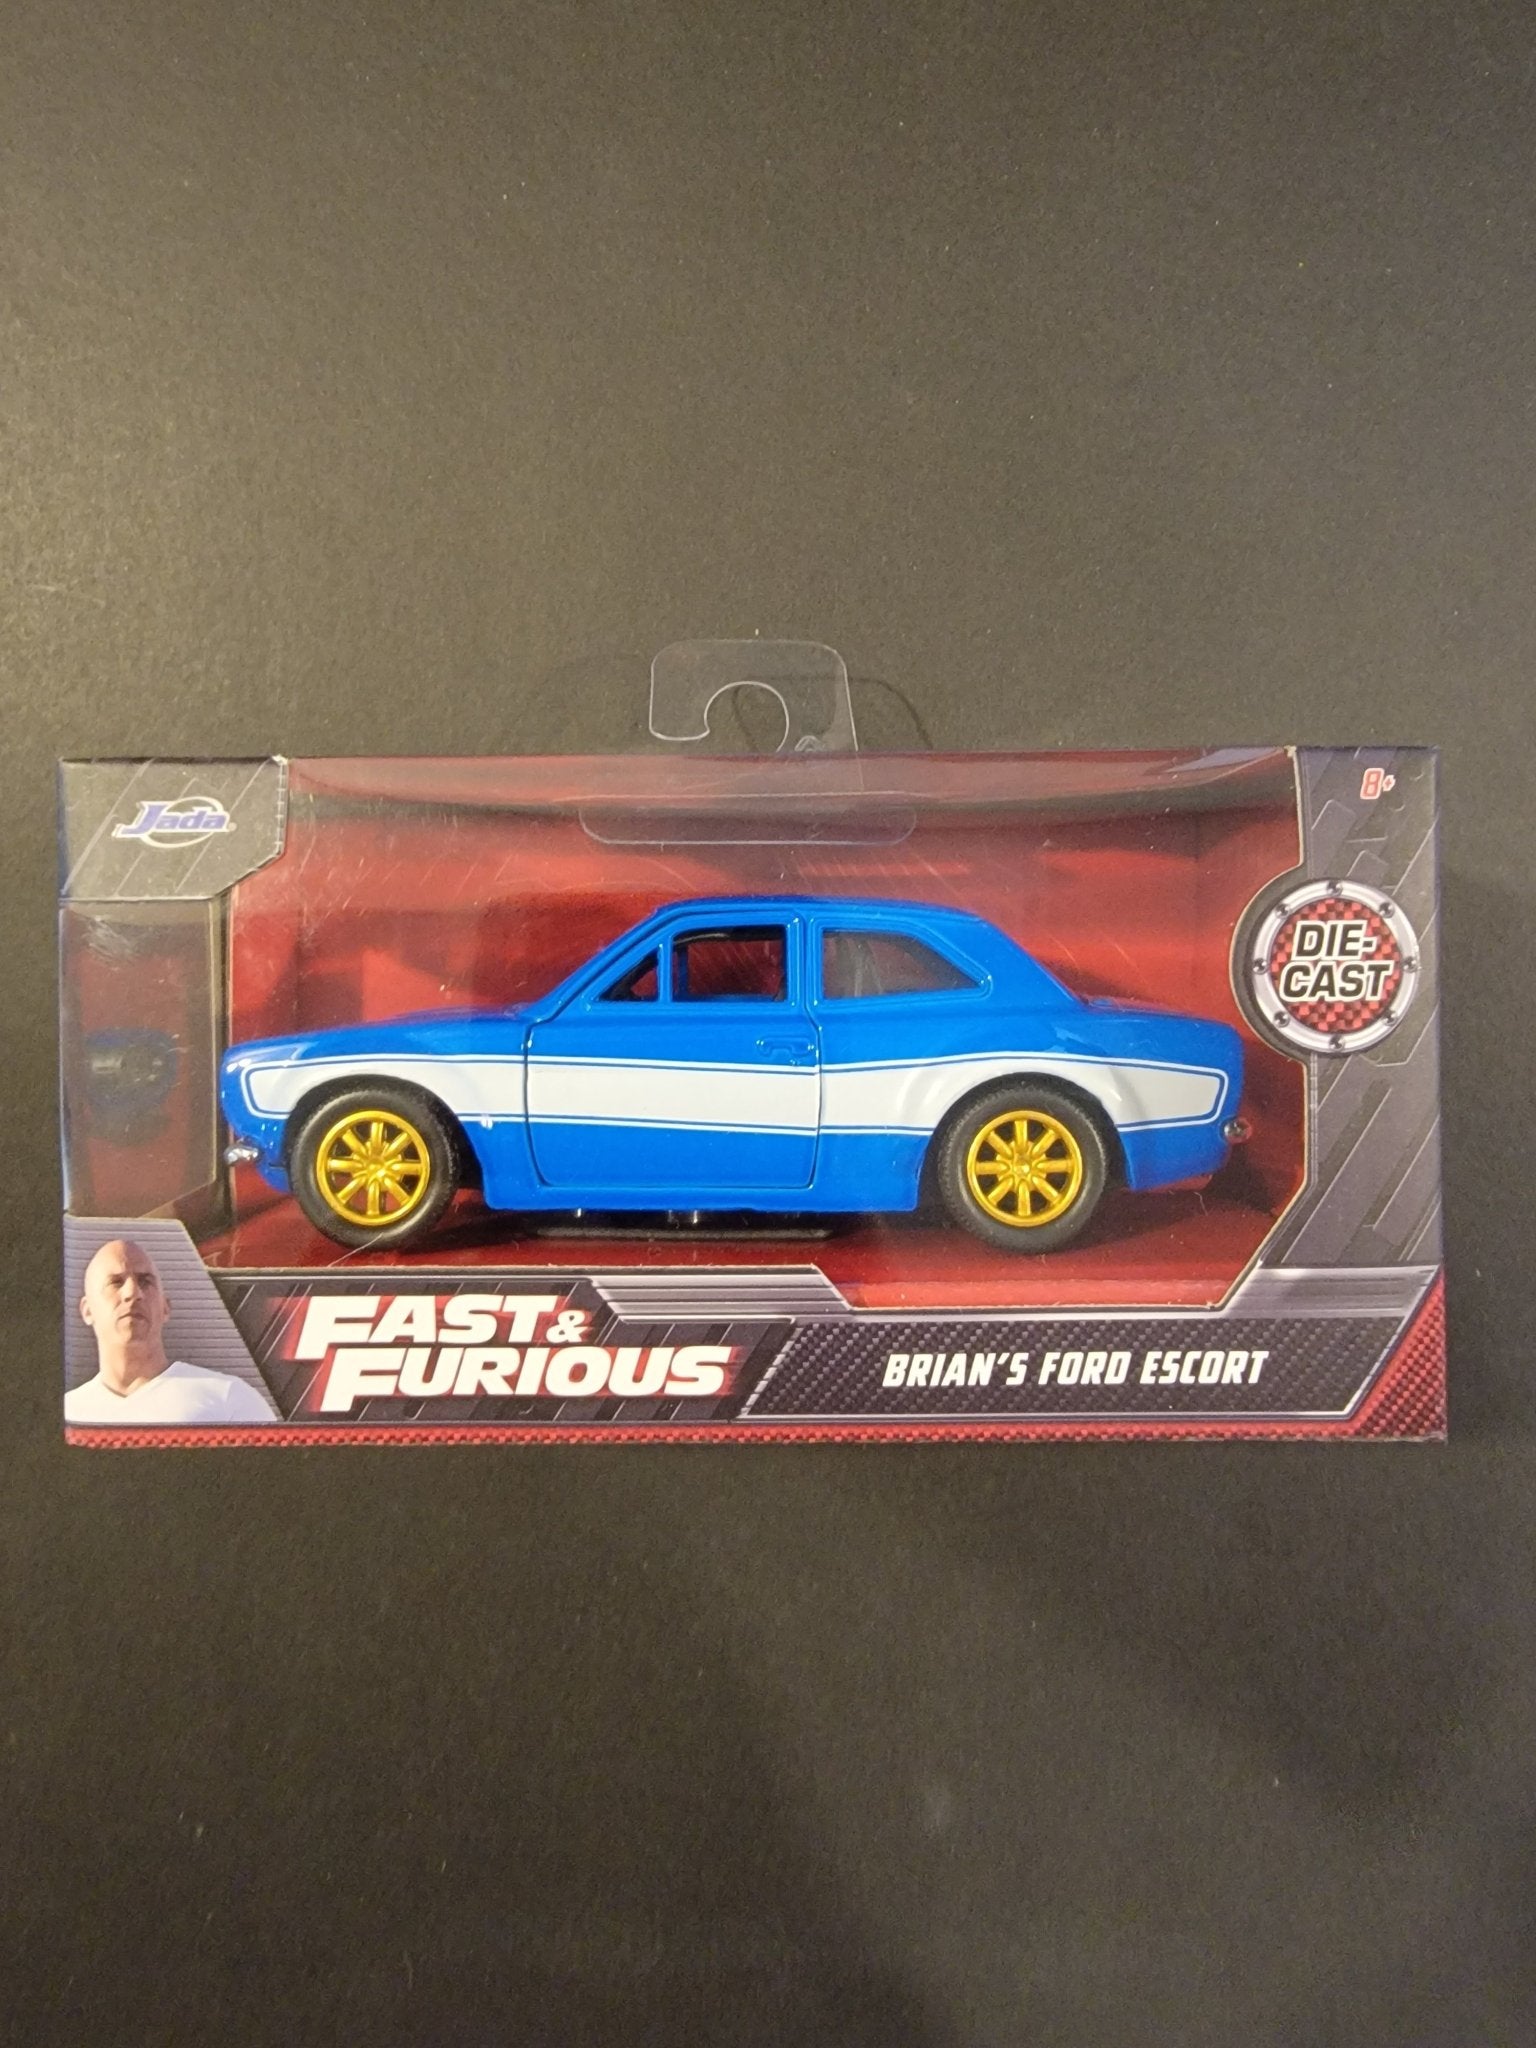 Jada
8+
DIE-
CAST
FAST &
FURIOUS
BRIAN'S FORD ESCORT